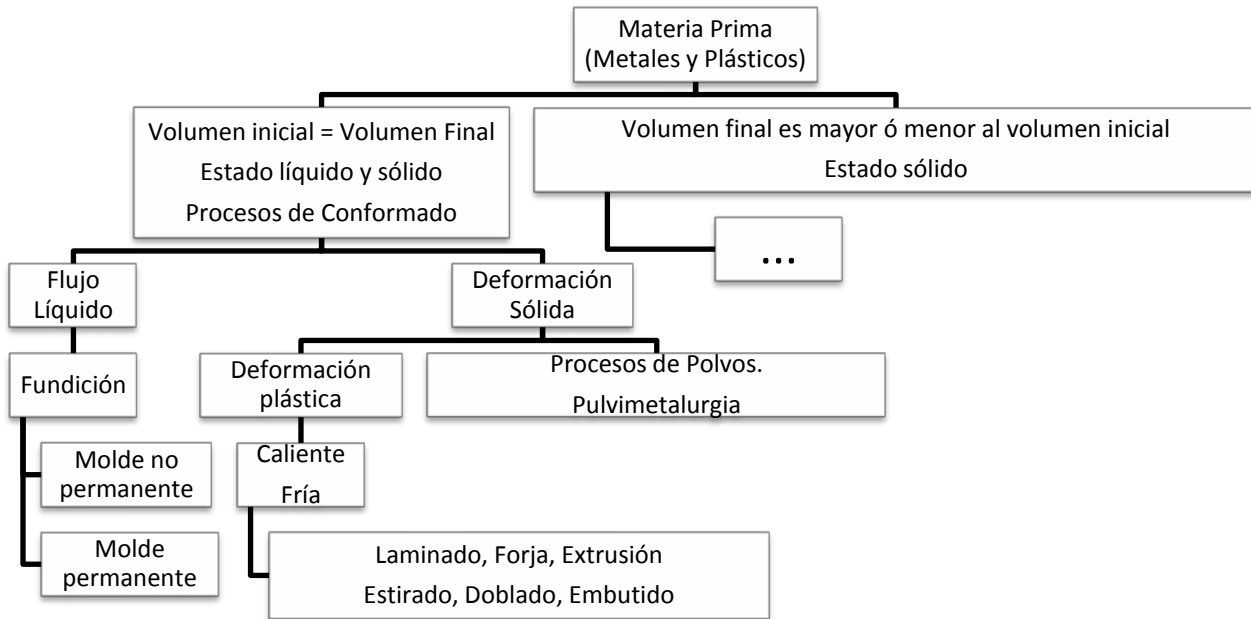 Materia Prima
(Metales y Plásticos)
Volumen inicial = Volumen Final
Estado líquido y sólido
Procesos de Conformado
Volumen final es mayor ó menor al volumen inicial
Estado sólido
...
Flujo
Líquido
Deformación
Sólida
Fundición
Deformación
plástica
Procesos de Polvos.
Pulvimetalurgia
Molde no
permanente
Caliente
Fría
Molde
permanente
Laminado, Forja, Extrusión
Estirado, Doblado, Embutido